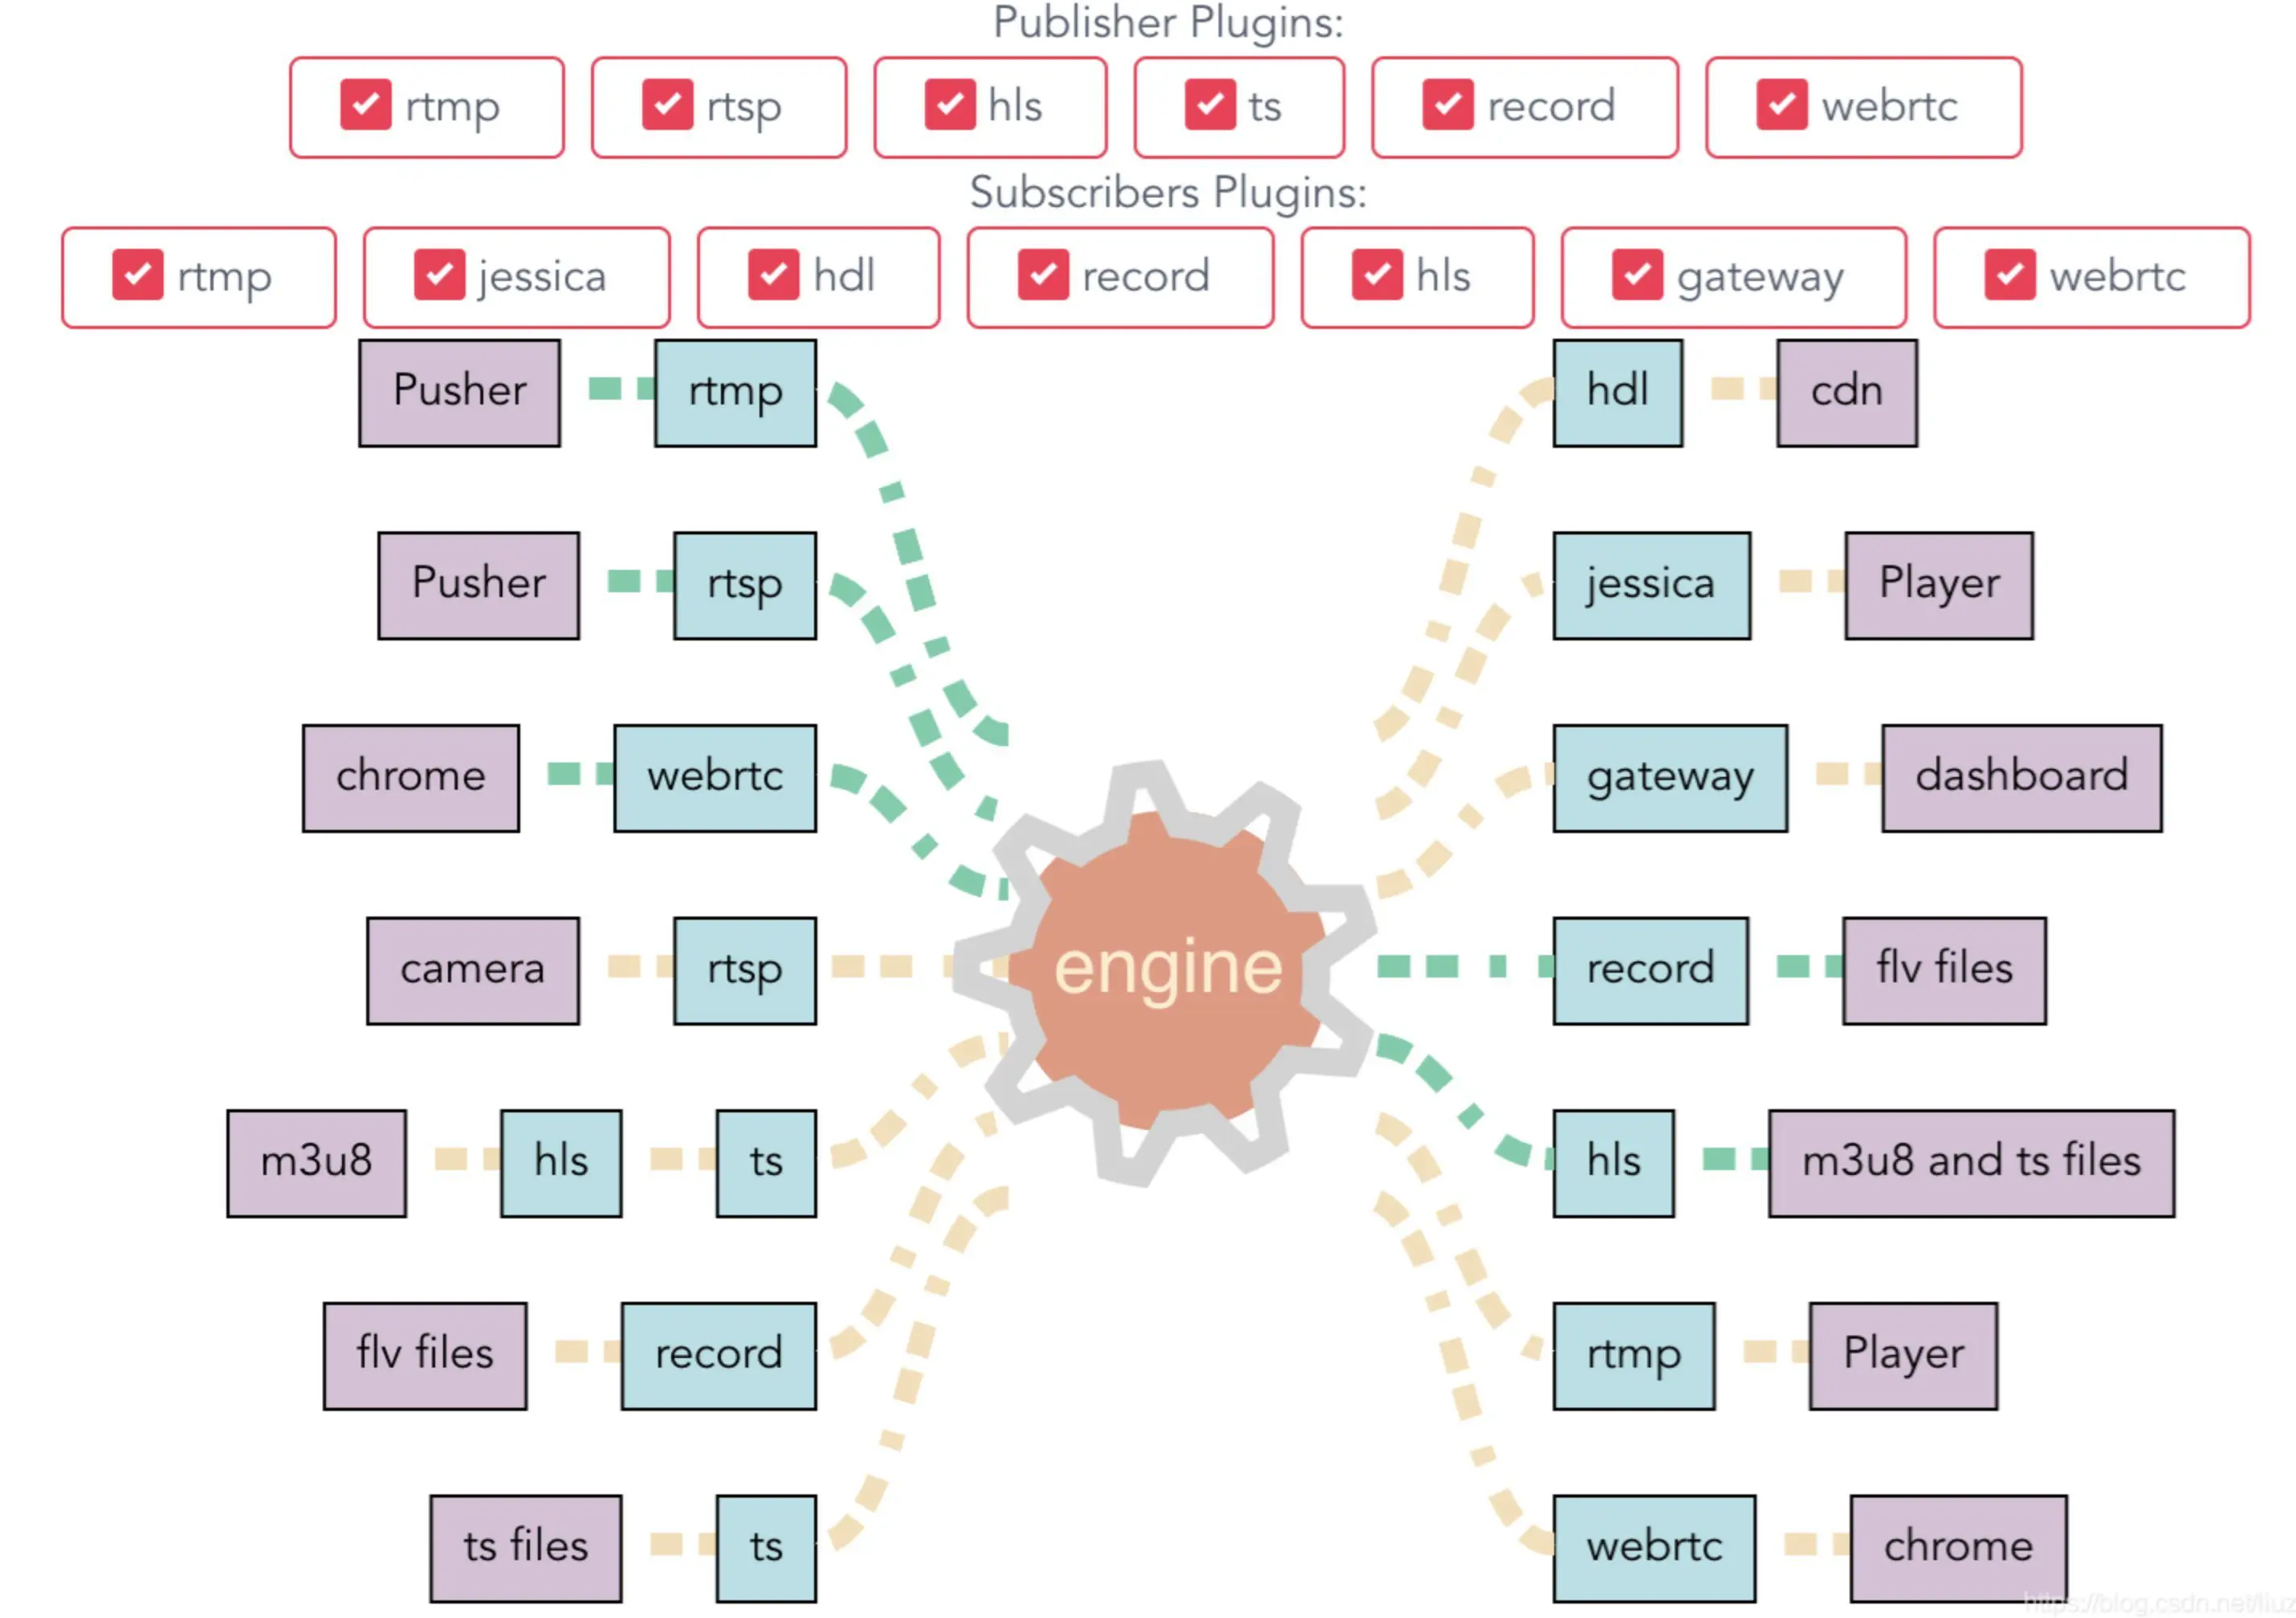 Publisher Plugins:
rtmp rtsp hls ts record webrtc
Subscribers Plugins:
rtmp jessica hdl record hls gateway webrtc
Pusher rtmp hdl cdn
Pusher rtsp jessica Player
chrome webrtc gateway dashboard
camera rtsp engine record flv files
m3u8 hls ts hls m3u8 and ts files
flv files record rtmp Player
ts files ts webrtc chrome
https://blog.csdn.net/liuz